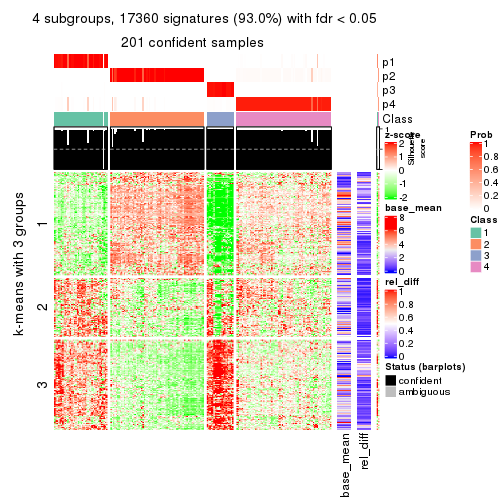 4 subgroups, 17360 signatures (93.0%) with fdr < 0.05
201 confident samples
p1
p2
p3
p4
Class
1
Silhouette
score
k-means with 3 groups
1
2
3
base_mean
rel_diff
z-score
2
1
0
-1
-2
base_mean
8
6
4
2
0
rel_diff
1
0.8
0.6
0.4
0.2
0
Status (barplots)
confident
ambiguous
Prob
1
0.8
0.6
0.4
0.2
0
Class
1
2
3
4